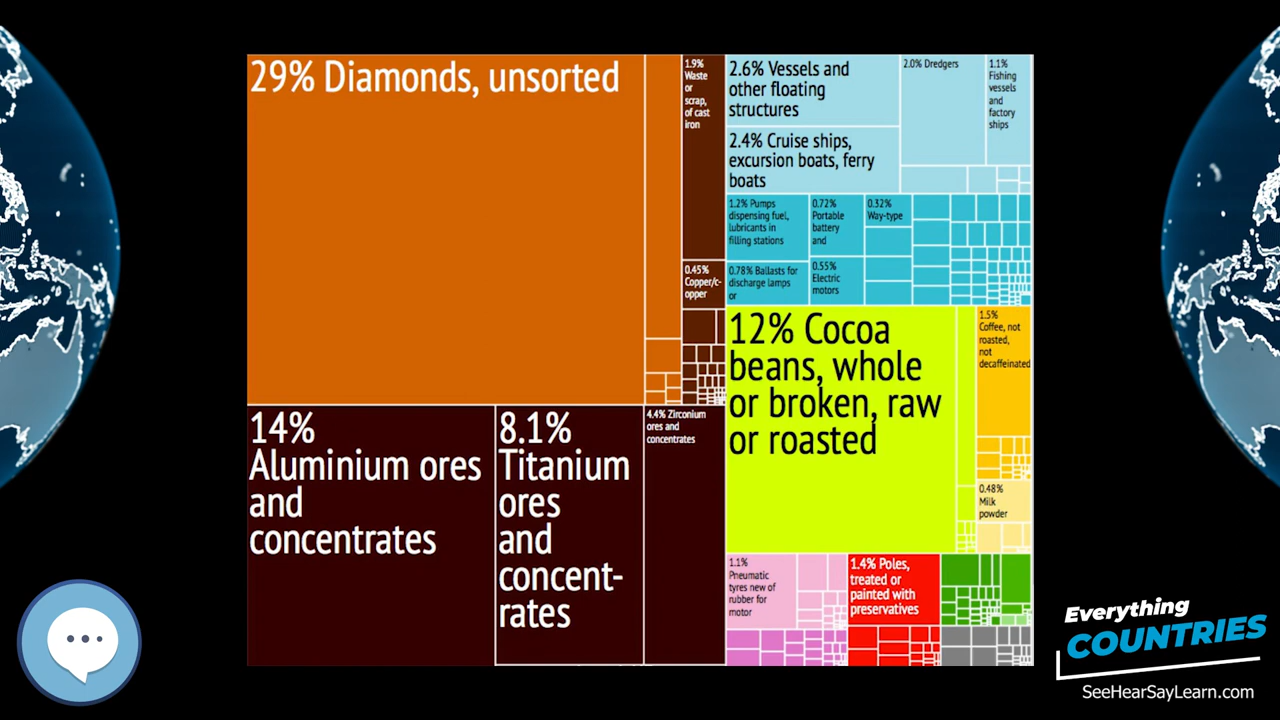 29% Diamonds, unsorted
1.9%
Waste
or
scrap,
of cast
iron
0.45%
Copper/c-
opper
14%
Aluminium ores
and
concentrates
8.1%
Titanium
ores
and
concent-
rates
4.4% Zirconium
ores and
concentrates
2.6% Vessels and
other floating
structures
2.0% Dredgers
1.1%
Fishing
vessels
and
factory
ships
2.4% Cruise ships,
excursion boats, ferry
boats
1.2% Pumps
dispensing fuel,
lubricants in
filling stations
0.72%
Portable
battery
and
0.32%
Way-type
0.78% Ballasts for
discharge lamps
or
0.55%
Electric
motors
12% Cocoa
beans, whole
or broken, raw
or roasted
1.5%
Coffee, not
roasted,
not
decaffeinated
0.48%
Milk
powder
1.1%
Pneumatic
tyres new of
rubber for
motor
1.4% Poles,
treated or
painted with
preservatives
Everything
COUNTRIES
SeeHearSayLearn.com